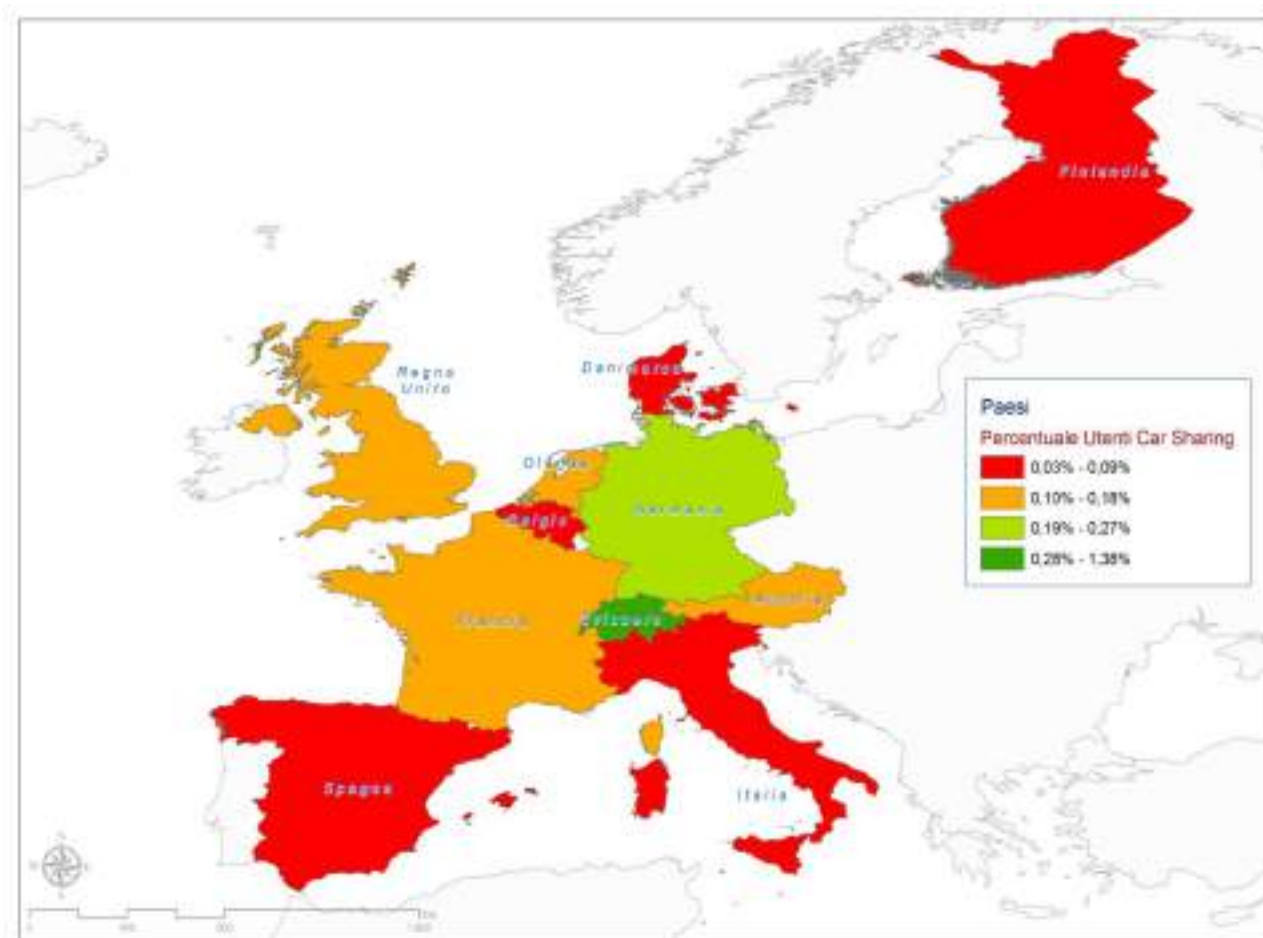 Finlandia
Regno
Unito
Danimarca
Olanda
Belgio
Germania
Austria
Francia
Svizzera
Spagna
Italia
Paesi
Percentuale Utenti Car Sharing
0,03% - 0,09%
0,10% - 0,18%
0,19% - 0,27%
0,28% - 1,38%